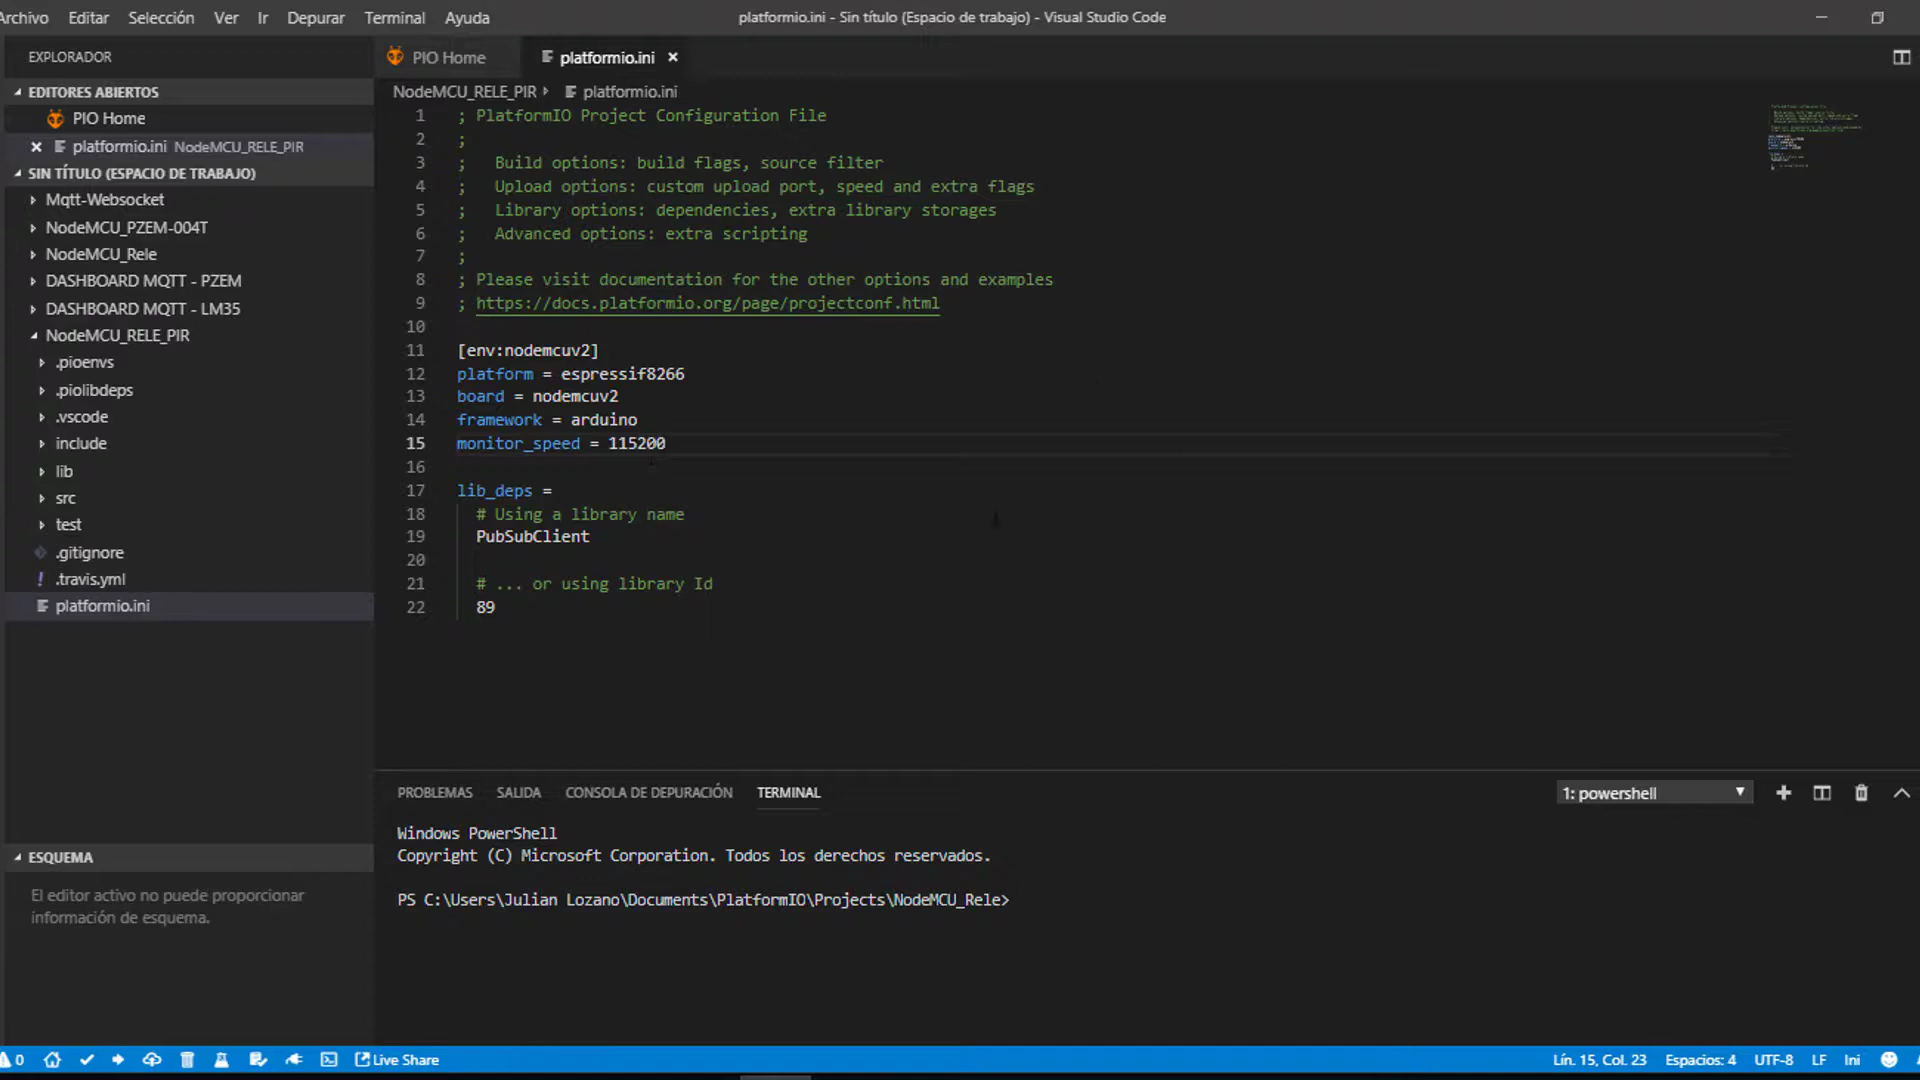 Archivo Editar Selección Ver Ir Depurar Terminal Ayuda
platformio.ini - Sin título (Espacio de trabajo) - Visual Studio Code
EXPLORADOR
EDITORES ABIERTOS
PIO Home
platformio.ini NodeMCU_RELE_PIR
SIN TÍTULO (ESPACIO DE TRABAJO)
Mqtt-Websocket
NodeMCU_PZEM-004T
NodeMCU_Rele
DASHBOARD MQTT - PZEM
DASHBOARD MQTT - LM35
NodeMCU_RELE_PIR
.pioenvs
.piolibdeps
.vscode
include
lib
src
test
.gitignore
! .travis.yml
platformio.ini
ESQUEMA
El editor activo no puede proporcionar
información de esquema.
PIO Home
platformio.ini
NodeMCU_RELE_PIR platformio.ini
1 ; PlatformIO Project Configuration File
2 ;
3 ;   Build options: build flags, source filter
4 ;   Upload options: custom upload port, speed and extra flags
5 ;   Library options: dependencies, extra library storages
6 ;   Advanced options: extra scripting
7 ;
8 ; Please visit documentation for the other options and examples
9 ; https://docs.platformio.org/page/projectconf.html
10
11 [env:nodemcuv2]
12 platform = espressif8266
13 board = nodemcuv2
14 framework = arduino
15 monitor_speed = 115200
16
17 lib_deps =
18   # Using a library name
19   PubSubClient
20
21   # ... or using library Id
22   89
PROBLEMAS SALIDA CONSOLA DE DEPURACIÓN TERMINAL
1: powershell
Windows PowerShell
Copyright (C) Microsoft Corporation. Todos los derechos reservados.
PS C:\Users\Julian Lozano\Documents\PlatformIO\Projects\NodeMCU_Rele>
0 Live Share
Lín. 15, Col. 23 Espacios: 4 UTF-8 LF Ini